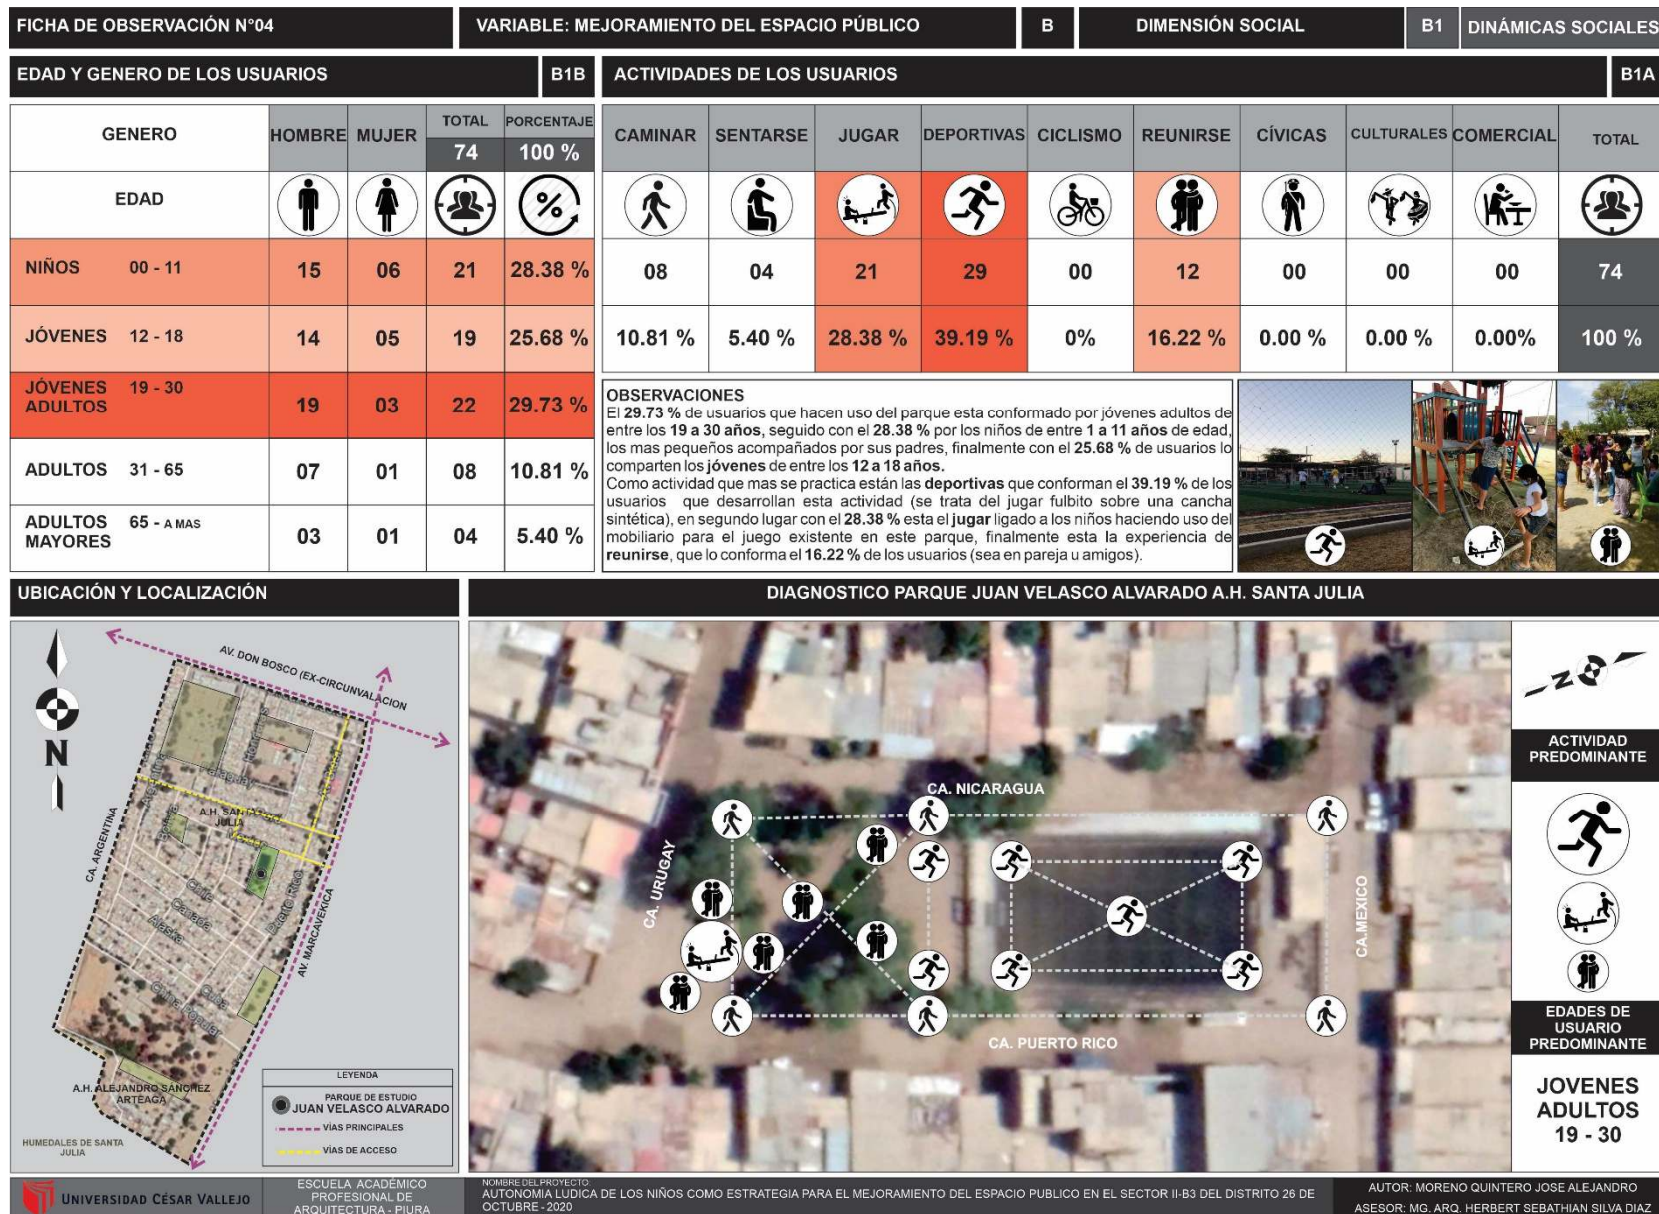 FICHA DE OBSERVACIÓN N°04
VARIABLE: MEJORAMIENTO DEL ESPACIO PÚBLICO
B
DIMENSIÓN SOCIAL
B1
DINÁMICAS SOCIALES
EDAD Y GENERO DE LOS USUARIOS
B1B
ACTIVIDADES DE LOS USUARIOS
B1A
GENERO
HOMBRE
MUJER
TOTAL
74
PORCENTAJE
100 %
EDAD
%
NIÑOS 00 - 11 15 06 21 28.38 %
JÓVENES 12 - 18 14 05 19 25.68 %
JÓVENES ADULTOS 19 - 30 19 03 22 29.73 %
ADULTOS 31 - 65 07 01 08 10.81 %
ADULTOS MAYORES 65 - A MAS 03 01 04 5.40 %
CAMINAR SENTARSE JUGAR DEPORTIVAS CICLISMO REUNIRSE CÍVICAS CULTURALES COMERCIAL TOTAL
08 04 21 29 00 12 00 00 00 74
10.81 % 5.40 % 28.38 % 39.19 % 0% 16.22 % 0.00 % 0.00 % 0.00% 100 %
OBSERVACIONES
El 29.73 % de usuarios que hacen uso del parque esta conformado por jóvenes adultos de
entre los 19 a 30 años, seguido con el 28.38 % por los niños de entre 1 a 11 años de edad,
los mas pequeños acompañados por sus padres, finalmente con el 25.68 % de usuarios lo
comparten los jóvenes de entre los 12 a 18 años.
Como actividad que mas se practica están las deportivas que conforman el 39.19 % de los
usuarios que desarrollan esta actividad (se trata del jugar fulbito sobre una cancha
sintética), en segundo lugar con el 28.38 % esta el jugar ligado a los niños haciendo uso del
mobiliario para el juego existente en este parque, finalmente esta la experiencia de
reunirse, que lo conforma el 16.22 % de los usuarios (sea en pareja u amigos).
UBICACIÓN Y LOCALIZACIÓN
N
AV. DON BOSCO (EX-CIRCUNVALACION
CA. ARGENTINA
Paraguay
A.H. SANTA
JULIA
Chile
Canada
Alaska
Puerto Rico
AV. MARCAVEKICA
Cuba
China Popular
A.H. ALEJANDRO SÁNCHEZ
ARTEAGA
HUMEDALES DE SANTA
JULIA
LEYENDA
PARQUE DE ESTUDIO
JUAN VELASCO ALVARADO
VÍAS PRINCIPALES
VÍAS DE ACCESO
DIAGNOSTICO PARQUE JUAN VELASCO ALVARADO A.H. SANTA JULIA
CA. NICARAGUA
CA. URUGAY
CA.MEXICO
CA. PUERTO RICO
N
ACTIVIDAD
PREDOMINANTE
EDADES DE
USUARIO
PREDOMINANTE
JOVENES
ADULTOS
19 - 30
UNIVERSIDAD CÉSAR VALLEJO
ESCUELA ACADÉMICO
PROFESIONAL DE
ARQUITECTURA - PIURA
NOMBRE DEL PROYECTO:
AUTONOMIA LUDICA DE LOS NIÑOS COMO ESTRATEGIA PARA EL MEJORAMIENTO DEL ESPACIO PUBLICO EN EL SECTOR II-B3 DEL DISTRITO 26 DE
OCTUBRE - 2020
AUTOR: MORENO QUINTERO JOSE ALEJANDRO
ASESOR: MG. ARQ. HERBERT SEBATHIAN SILVA DIAZ